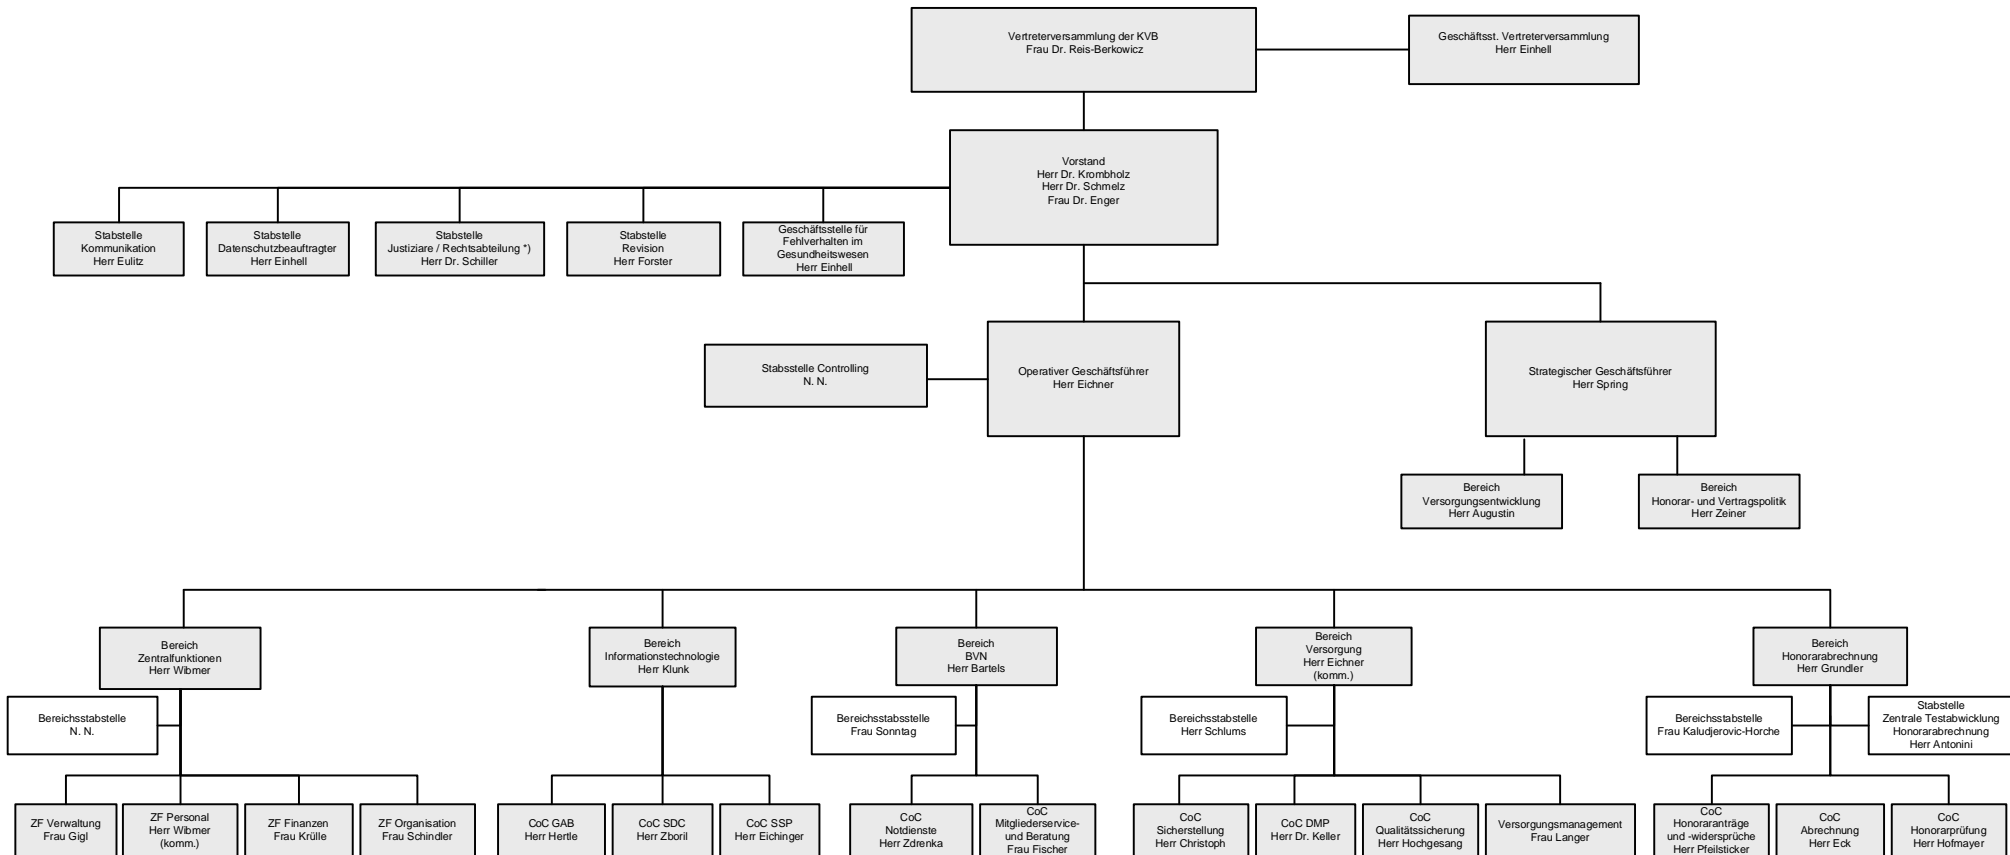 Vertreterversammlung der KVB
Frau Dr. Reis-Berkowicz
Geschäftsst. Vertreterversammlung
Herr Einhell
Vorstand
Herr Dr. Krombholz
Herr Dr. Schmelz
Frau Dr. Enger
Stabstelle
Kommunikation
Herr Eulitz
Stabstelle
Datenschutzbeauftragter
Herr Einhell
Stabstelle
Justiziare / Rechtsabteilung *)
Herr Dr. Schiller
Stabstelle
Revision
Herr Forster
Geschäftsstelle für
Fehlverhalten im
Gesundheitswesen
Herr Einhell
Stabsstelle Controlling
N. N.
Operativer Geschäftsführer
Herr Eichner
Strategischer Geschäftsführer
Herr Spring
Bereich
Versorgungsentwicklung
Herr Augustin
Bereich
Honorar- und Vertragspolitik
Herr Zeiner
Bereich
Zentralfunktionen
Herr Wibmer
Bereich
Informationstechnologie
Herr Klunk
Bereich
BVN
Herr Bartels
Bereich
Versorgung
Herr Eichner
(komm.)
Bereich
Honorarabrechnung
Herr Grundler
Bereichsstabstelle
N. N.
Bereichsstabsstelle
Frau Sonntag
Bereichsstabstelle
Herr Schlums
Bereichsstabstelle
Frau Kaludjerovic-Horche
Stabstelle
Zentrale Testabwicklung
Honorarabrechnung
Herr Antonini
ZF Verwaltung
Frau Gigl
ZF Personal
Herr Wibmer
(komm.)
ZF Finanzen
Frau Krülle
ZF Organisation
Frau Schindler
CoC GAB
Herr Hertle
CoC SDC
Herr Zboril
CoC SSP
Herr Eichinger
CoC
Notdienste
Herr Zdrenka
CoC
Mitgliederservice-
und Beratung
Frau Fischer
CoC
Sicherstellung
Herr Christoph
CoC DMP
Herr Dr. Keller
CoC
Qualitätssicherung
Herr Hochgesang
Versorgungsmanagement
Frau Langer
CoC
Honoraranträge
und -widersprüche
Herr Pfeilsticker
CoC
Abrechnung
Herr Eck
CoC
Honorarprüfung
Herr Hofmayer